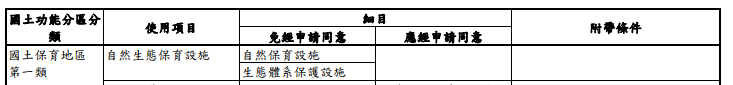 國土功能分區分類 使用項目 細目 附帶條件
免經申請同意 應經申請同意
國土保育地區第一類 自然生態保育設施 自然保育設施
生態體系保護設施